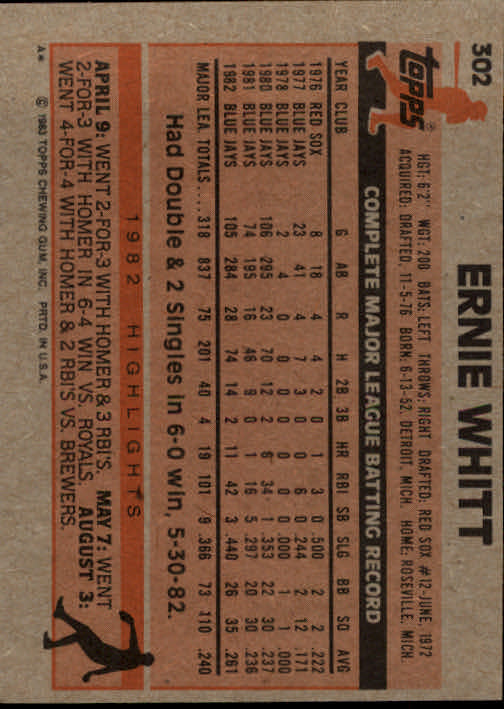 302
topps®
ERNIE WHITT
HGT: 6'2" WGT: 200 BATS: LEFT THROWS: RIGHT DRAFTED: RED SOX #12-JUNE, 1972
ACQUIRED: DRAFTED, 11-5-76 BORN: 6-13-52, DETROIT, MICH. HOME: ROSEVILLE, MICH.
COMPLETE MAJOR LEAGUE BATTING RECORD
YEAR CLUB G AB R H 2B 3B HR RBI SB SLG BB SO AVG
1976 RED SOX 8 18 4 4 2 0 1 3 0 .500 2 2 .222
1977 BLUE JAYS 23 41 4 7 3 0 0 6 0 .244 2 12 .171
1978 BLUE JAYS 2 4 0 0 0 0 0 0 0 .000 1 1 .000
1980 BLUE JAYS 106 295 23 70 12 2 6 34 1 .353 22 30 .237
1981 BLUE JAYS 74 195 16 46 9 0 1 16 5 .297 20 30 .236
1982 BLUE JAYS 105 284 28 74 14 2 11 42 3 .440 26 35 .261
MAJOR LEA. TOTALS.... 318 837 75 201 40 4 19 101 9 .366 73 110 .240
Had Double & 2 Singles in 6-0 win, 5-30-82.
1982 HIGHLIGHTS
APRIL 9: WENT 2-FOR-3 WITH HOMER & 3 RBI'S. MAY 7: WENT
2-FOR-3 WITH HOMER IN 6-4 WIN VS. ROYALS. AUGUST 3:
WENT 4-FOR-4 WITH HOMER & 2 RBI'S VS. BREWERS.
A* © 1983 TOPPS CHEWING GUM, INC. PRTD. IN U.S.A.